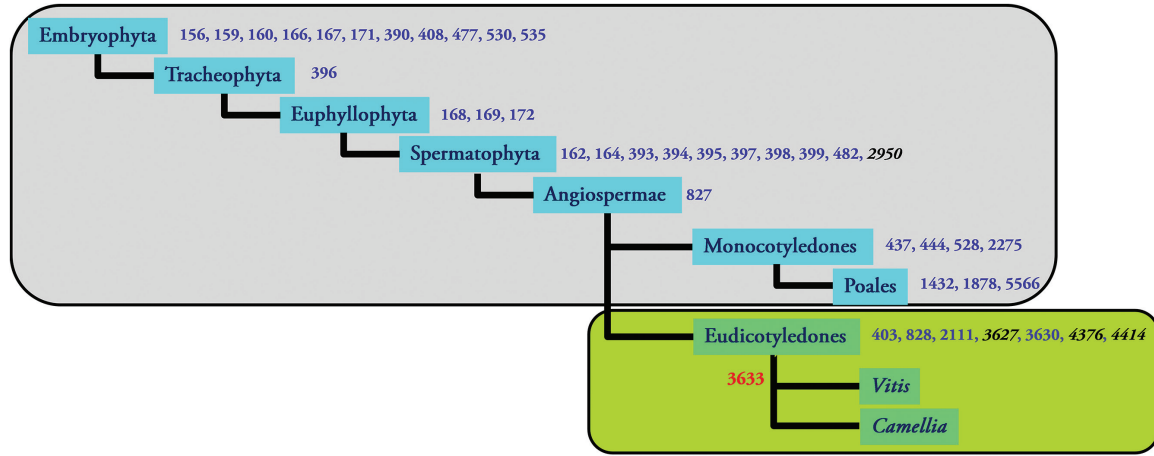 Embryophyta 156, 159, 160, 166, 167, 171, 390, 408, 477, 530, 535
Tracheophyta 396
Euphyllophyta 168, 169, 172
Spermatophyta 162, 164, 393, 394, 395, 397, 398, 399, 482, 2950
Angiospermae 827
Monocotyledones 437, 444, 528, 2275
Poales 1432, 1878, 5566
Eudicotyledones 403, 828, 2111, 3627, 3630, 4376, 4414
3633 Vitis
Camellia